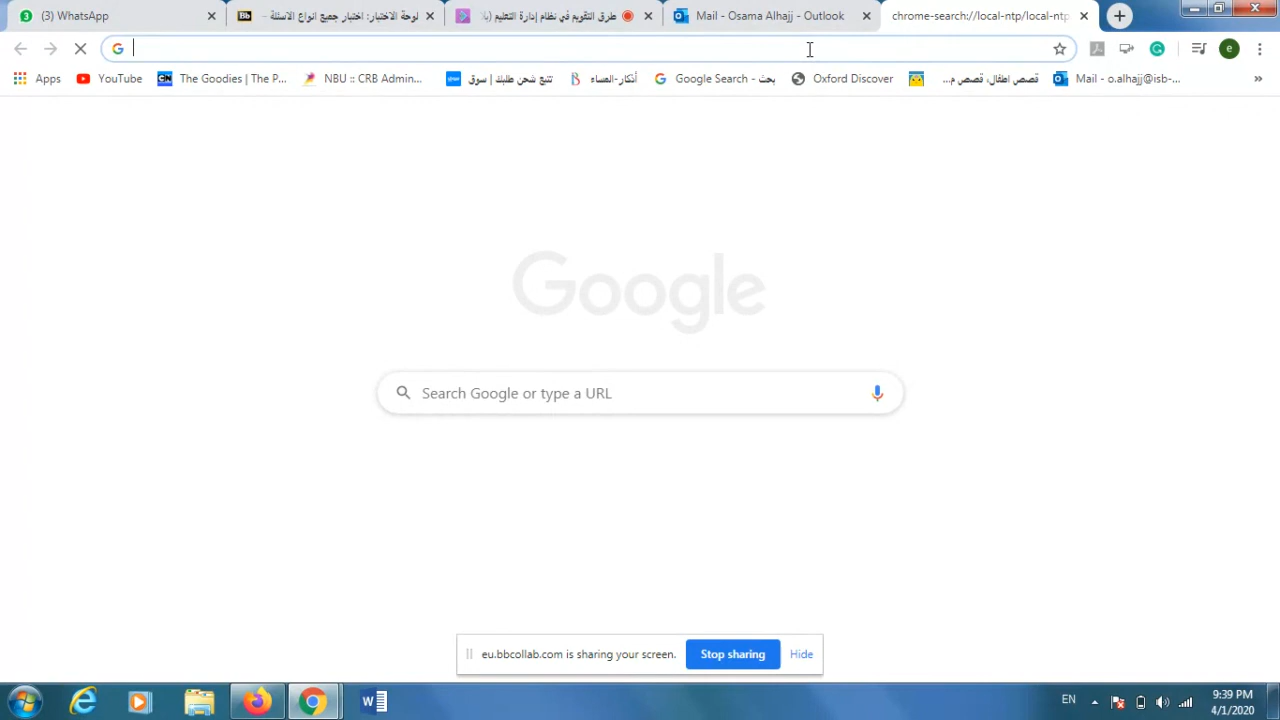 (3) WhatsApp
Bb لوحة الاختبار: اختبار جميع انواع الاسئلة –
طرق التقويم في نظام إدارة التعليم (بلا
Mail - Osama Alhajj - Outlook
chrome-search://local-ntp/local-ntp
Apps
YouTube
The Goodies | The P...
NBU :: CRB Admin...
تتبع شحن طلبك | سوق
أذكار-المساء
Google Search - بحث
Oxford Discover
قصص اطفال, قصص م...
Mail - o.alhajj@isb-...
Google
Search Google or type a URL
eu.bbcollab.com is sharing your screen.
Stop sharing
Hide
EN
9:39 PM
4/1/2020